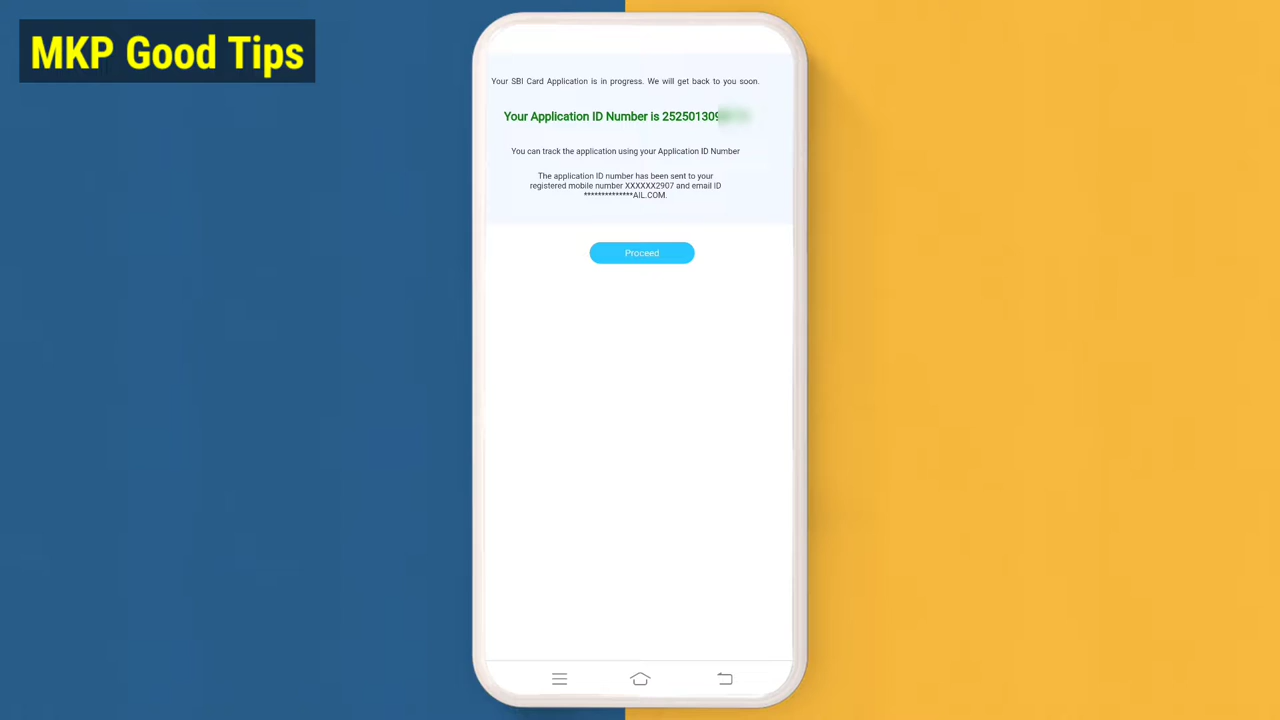 MKP Good Tips
Your SBI Card Application is in progress. We will get back to you soon.
Your Application ID Number is 252501309
You can track the application using your Application ID Number
The application ID number has been sent to your
registered mobile number XXXXXX2907 and email ID
**************AIL.COM.
Proceed